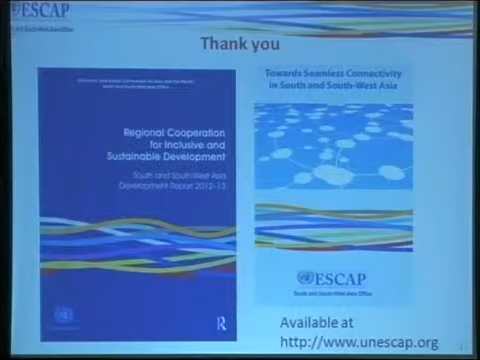 ESCAP
Thank you
Regional Cooperation
for Inclusive and
Sustainable Development
South and South-West Asia
Development Report 2012–13
R
Towards Seamless Connectivity
in South and South-West Asia
ESCAP
South and South-West Asia Office
Available at
http://www.unescap.org